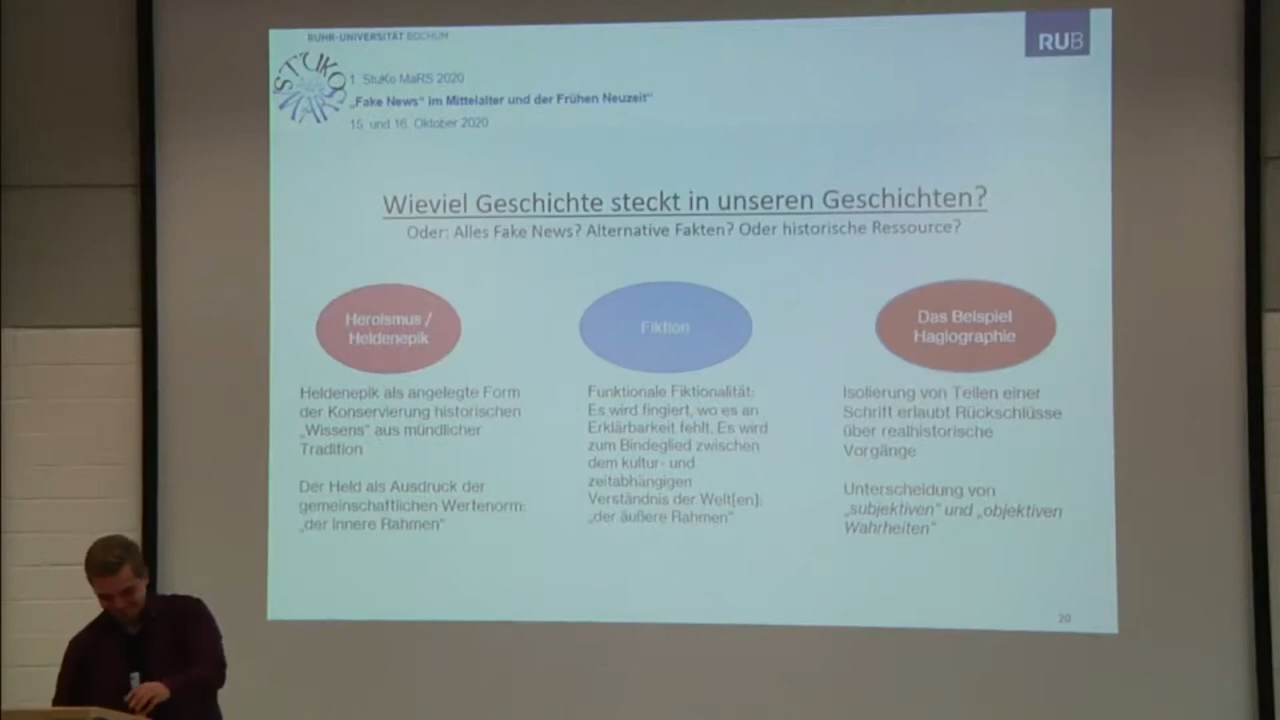 RUHR-UNIVERSITÄT BOCHUM
RUB
STUKO MARS
1. StuKo MaRS 2020
„Fake News“ im Mittelalter und der Frühen Neuzeit“
15. und 16. Oktober 2020
Wieviel Geschichte steckt in unseren Geschichten?
Oder: Alles Fake News? Alternative Fakten? Oder historische Ressource?
Heroismus /
Heldenepik
Heldenepik als angelegte Form
der Konservierung historischen
„Wissens“ aus mündlicher
Tradition
Der Held als Ausdruck der
gemeinschaftlichen Wertenorm:
„der innere Rahmen“
Fiktion
Funktionale Fiktionalität:
Es wird fingiert, wo es an
Erklärbarkeit fehlt. Es wird
zum Bindeglied zwischen
dem kultur- und
zeitabhängigen
Verständnis der Welt[en]:
„der äußere Rahmen“
Das Beispiel
Hagiographie
Isolierung von Teilen einer
Schrift erlaubt Rückschlüsse
über realhistorische
Vorgänge
Unterscheidung von
„subjektiven“ und „objektiven
Wahrheiten“
20